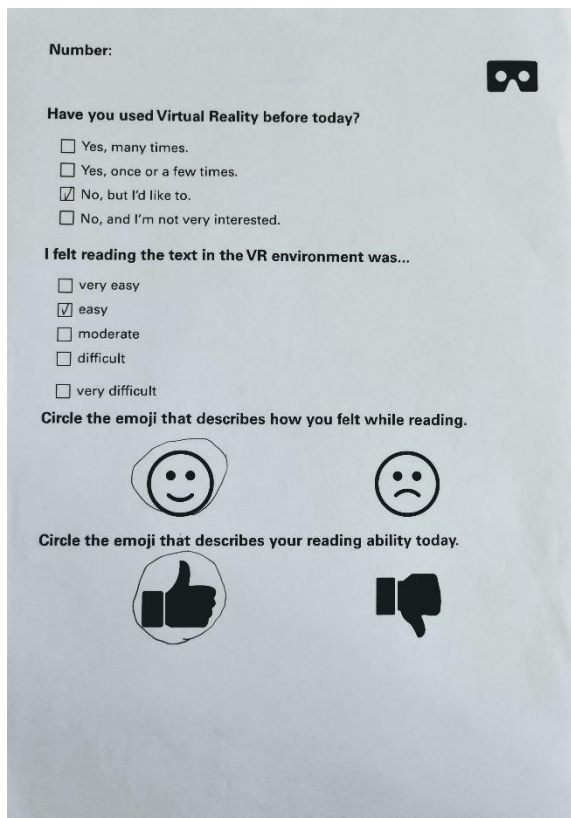 Number:
Have you used Virtual Reality before today?
Yes, many times.
Yes, once or a few times.
No, but I'd like to.
No, and I'm not very interested.
I felt reading the text in the VR environment was...
very easy
easy
moderate
difficult
very difficult
Circle the emoji that describes how you felt while reading.
Circle the emoji that describes your reading ability today.